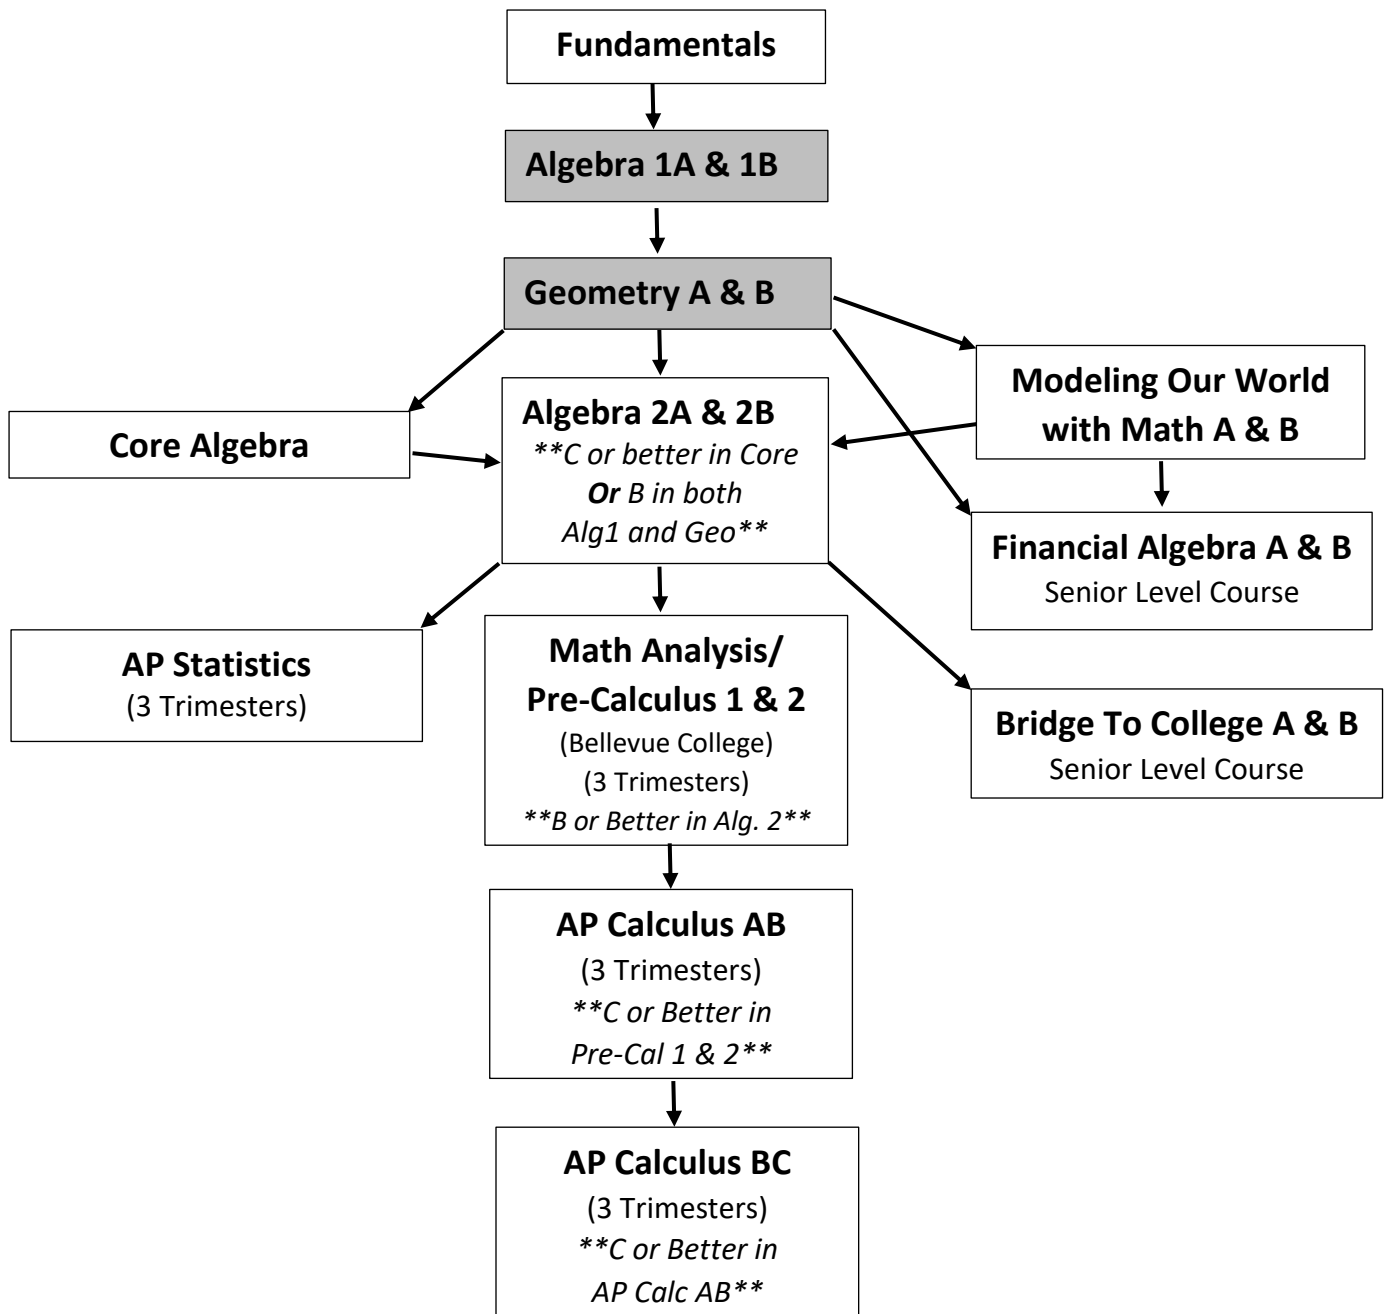 Fundamentals
Algebra 1A & 1B
Geometry A & B
Modeling Our World
with Math A & B
Core Algebra
Algebra 2A & 2B
**C or better in Core
Or B in both
Alg1 and Geo**
Financial Algebra A & B
Senior Level Course
AP Statistics
(3 Trimesters)
Math Analysis/
Pre-Calculus 1 & 2
(Bellevue College)
(3 Trimesters)
**B or Better in Alg. 2**
Bridge To College A & B
Senior Level Course
AP Calculus AB
(3 Trimesters)
**C or Better in
Pre-Cal 1 & 2**
AP Calculus BC
(3 Trimesters)
**C or Better in
AP Calc AB**